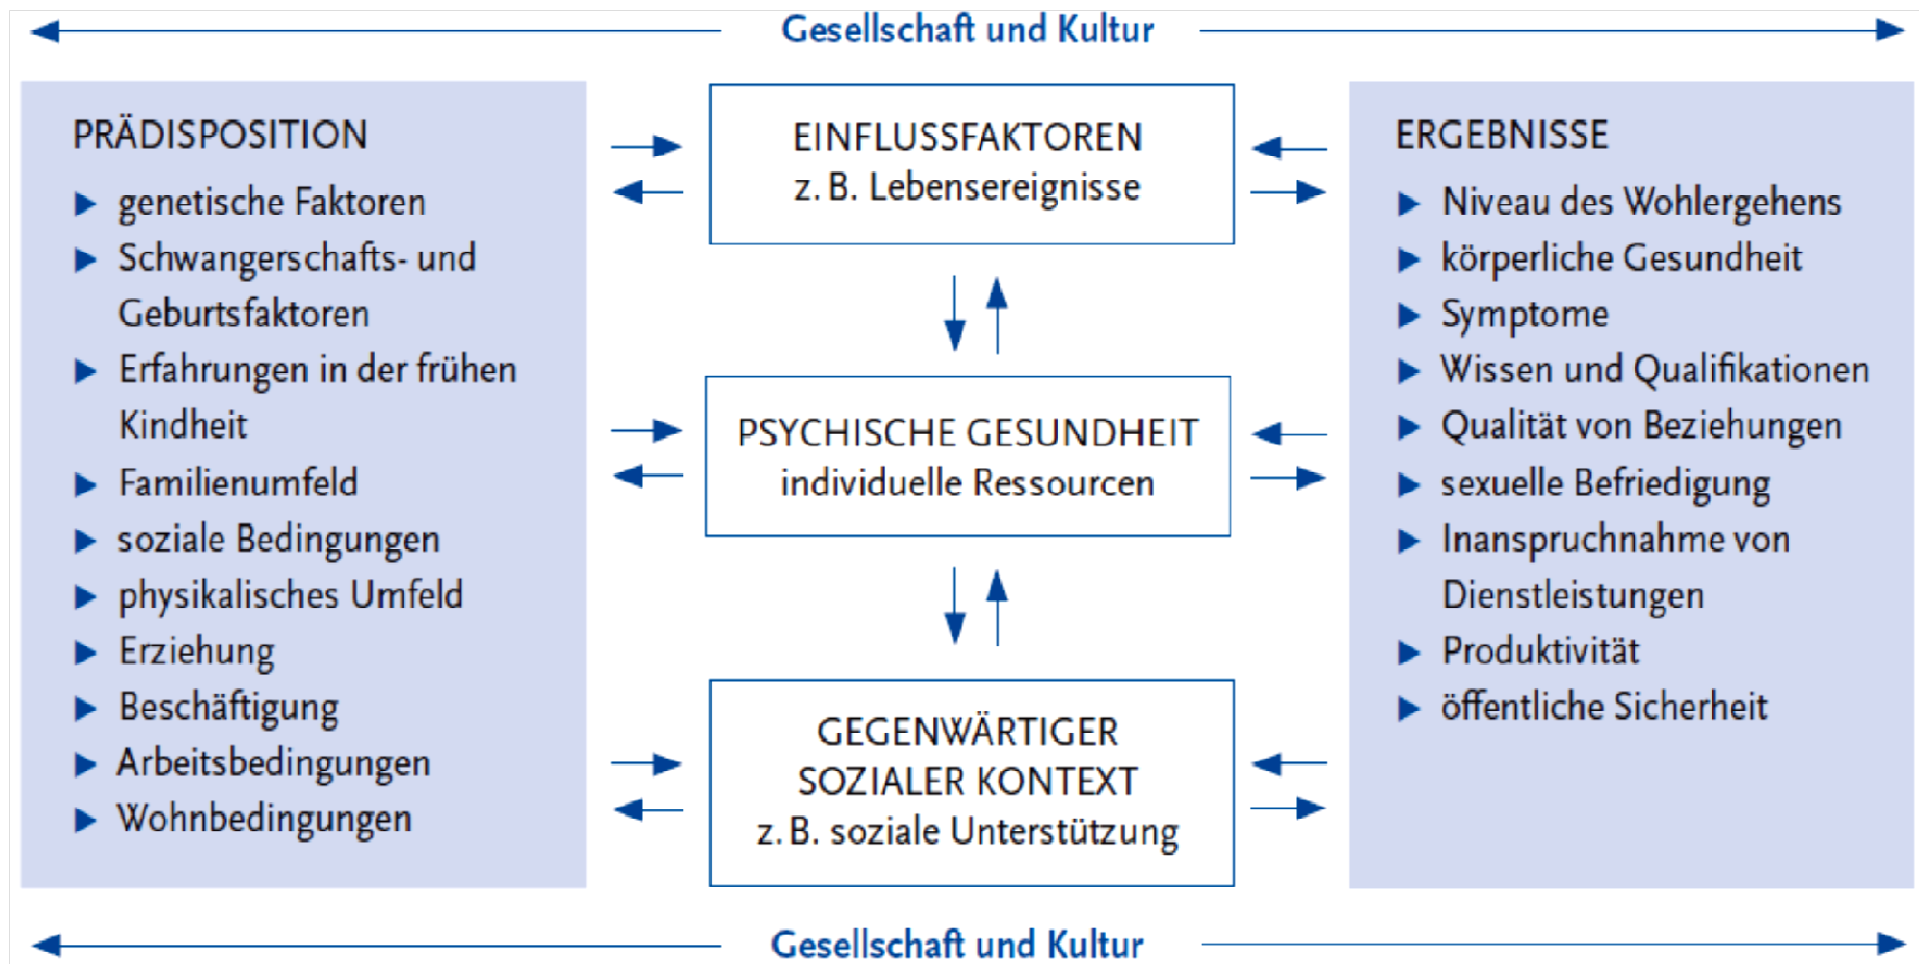 Gesellschaft und Kultur
PRÄDISPOSITION
genetische Faktoren
Schwangerschafts- und
Geburtsfaktoren
Erfahrungen in der frühen
Kindheit
Familienumfeld
soziale Bedingungen
physikalisches Umfeld
Erziehung
Beschäftigung
Arbeitsbedingungen
Wohnbedingungen
EINFLUSSFAKTOREN
z. B. Lebensereignisse
PSYCHISCHE GESUNDHEIT
individuelle Ressourcen
GEGENWÄRTIGER
SOZIALER KONTEXT
z. B. soziale Unterstützung
ERGEBNISSE
Niveau des Wohlergehens
körperliche Gesundheit
Symptome
Wissen und Qualifikationen
Qualität von Beziehungen
sexuelle Befriedigung
Inanspruchnahme von
Dienstleistungen
Produktivität
öffentliche Sicherheit
Gesellschaft und Kultur